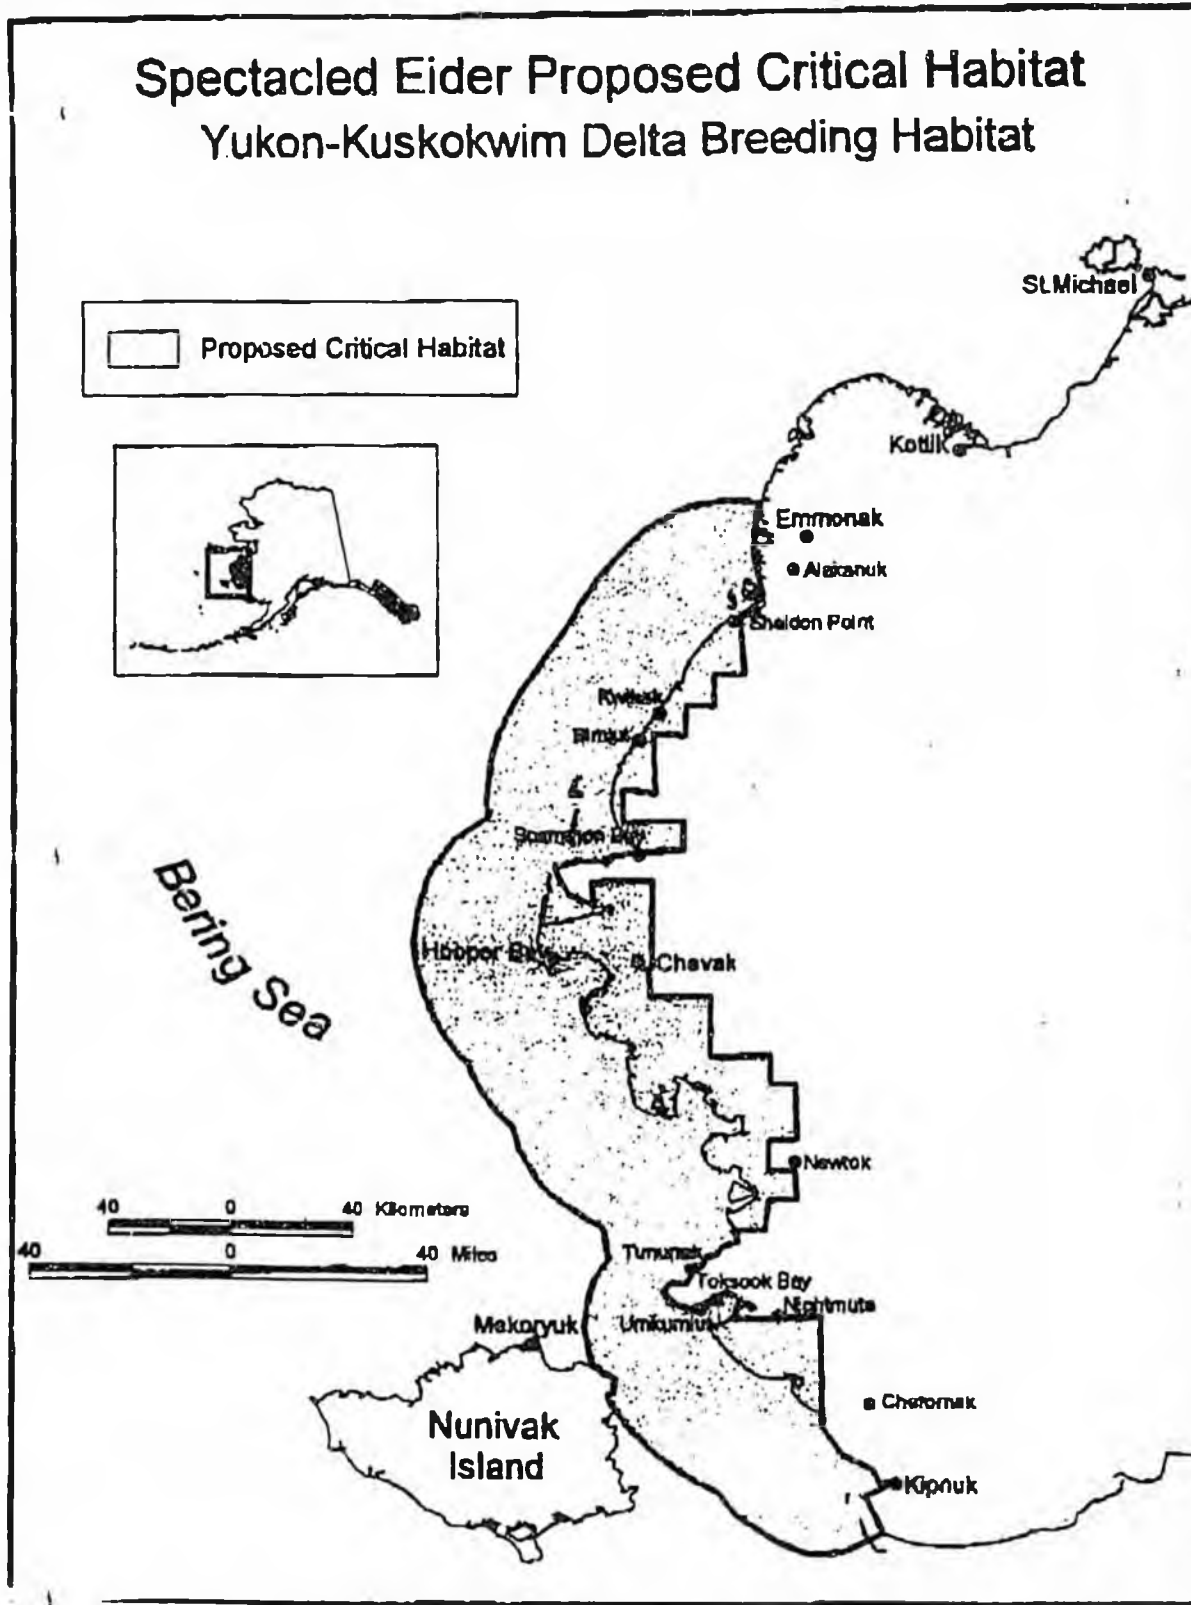 Spectacled Eider Proposed Critical Habitat
Yukon-Kuskokwim Delta Breeding Habitat
St.Michael
Proposed Critical Habitat
Kotlik
Emmonak
Alakanuk
Sheldon Point
Scammon Bay
Bering Sea
Hooper Bay
Chevak
Newtok
40 0 40 Kilometers
40 0 40 Miles
Tununak
Toksook Bay
Nightmute
Mekoryuk
Umkumiut
Chefornak
Nunivak
Island
Kipnuk